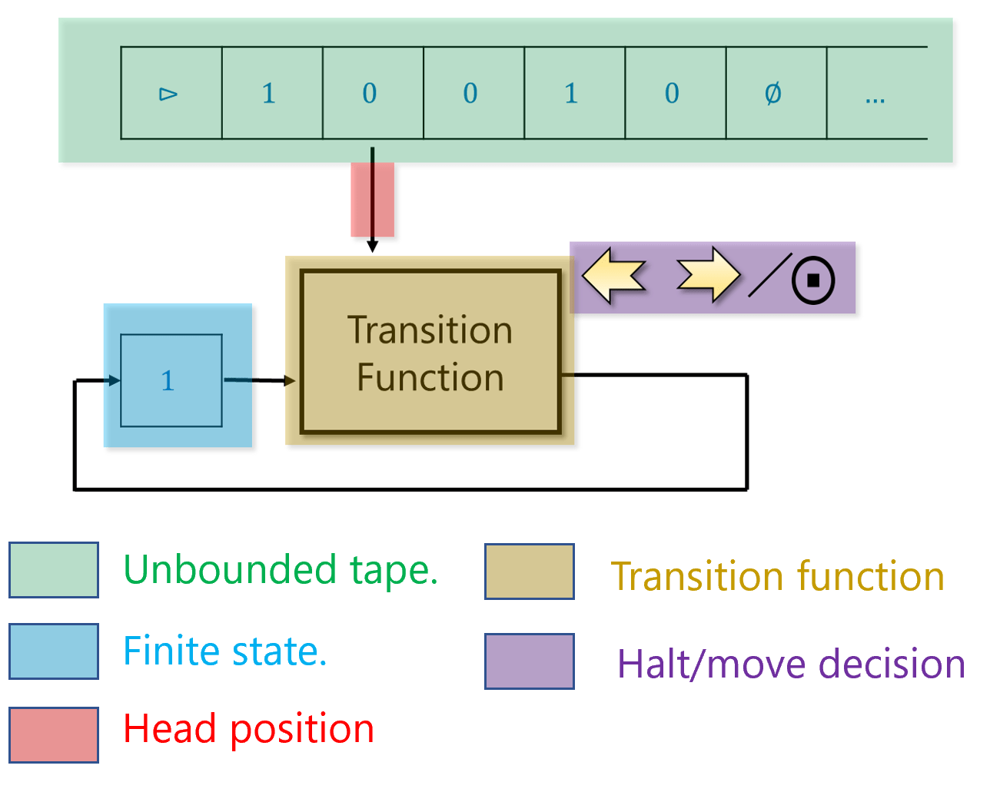 ⊳ 1 0 0 1 0 ∅ ...
1
Transition
Function
Unbounded tape.
Transition function
Finite state.
Halt/move decision
Head position